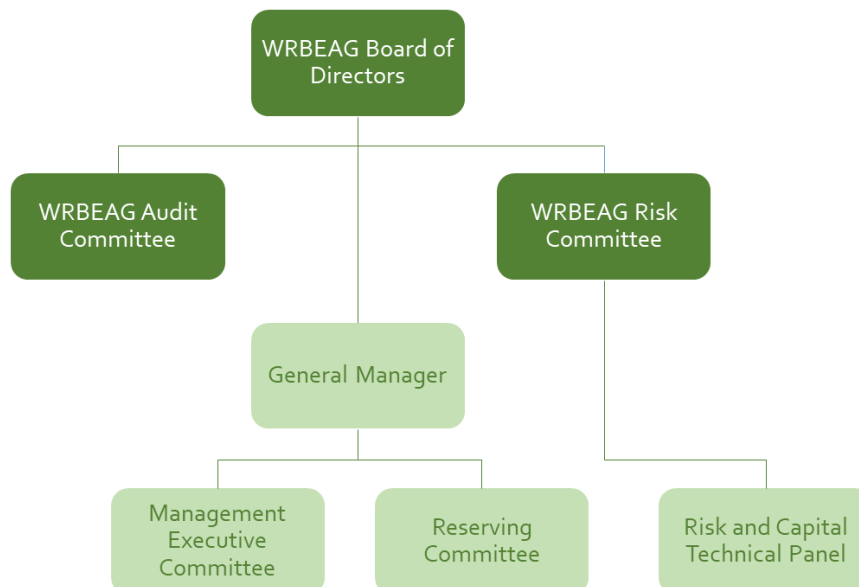 WRBEAG Board of
Directors
WRBEAG Audit
Committee
WRBEAG Risk
Committee
General Manager
Management
Executive
Committee
Reserving
Committee
Risk and Capital
Technical Panel